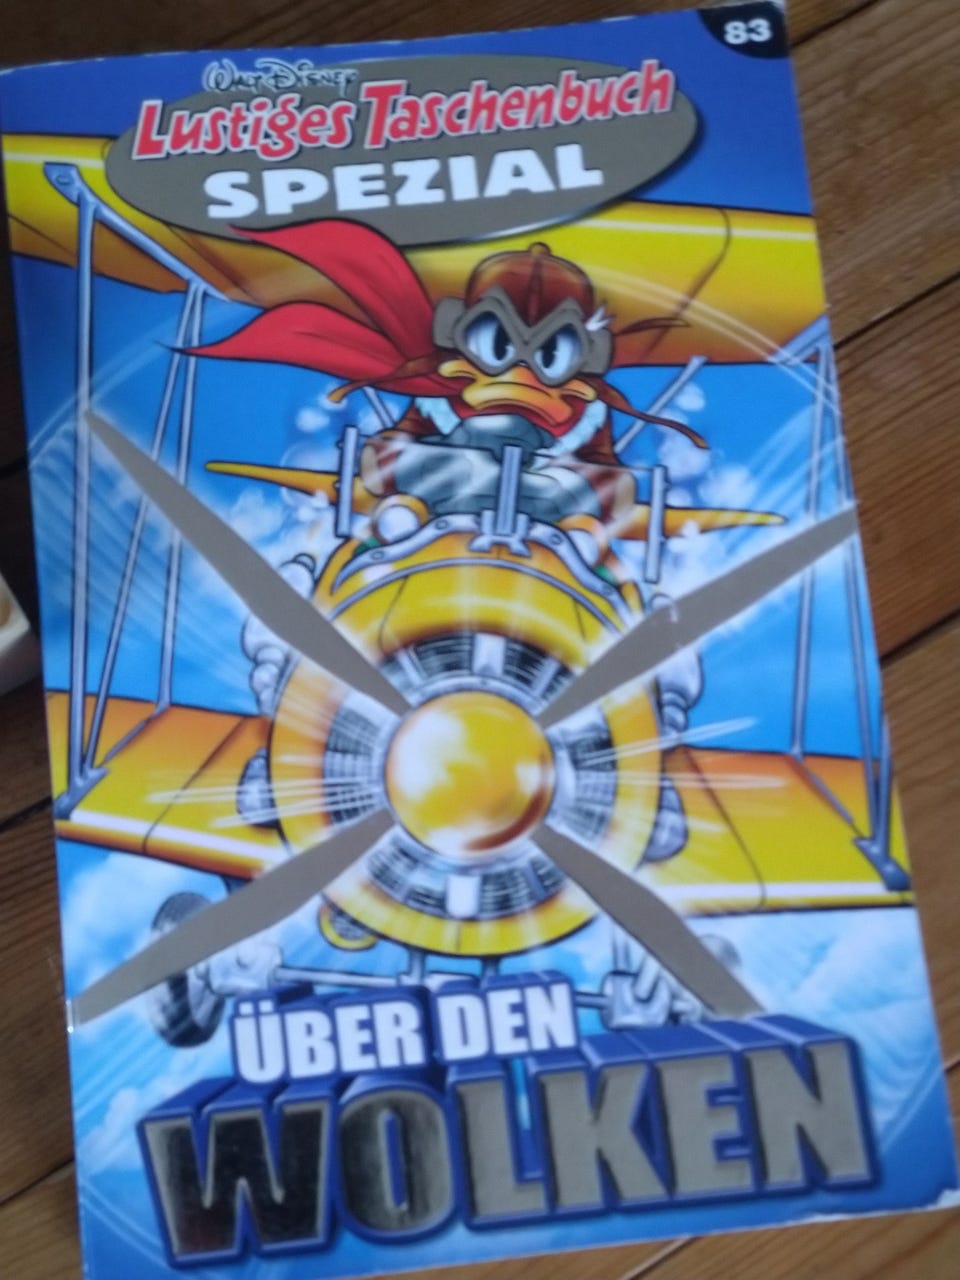 83
Walt Disney
Lustiges Taschenbuch
SPEZIAL
ÜBER DEN
WOLKEN